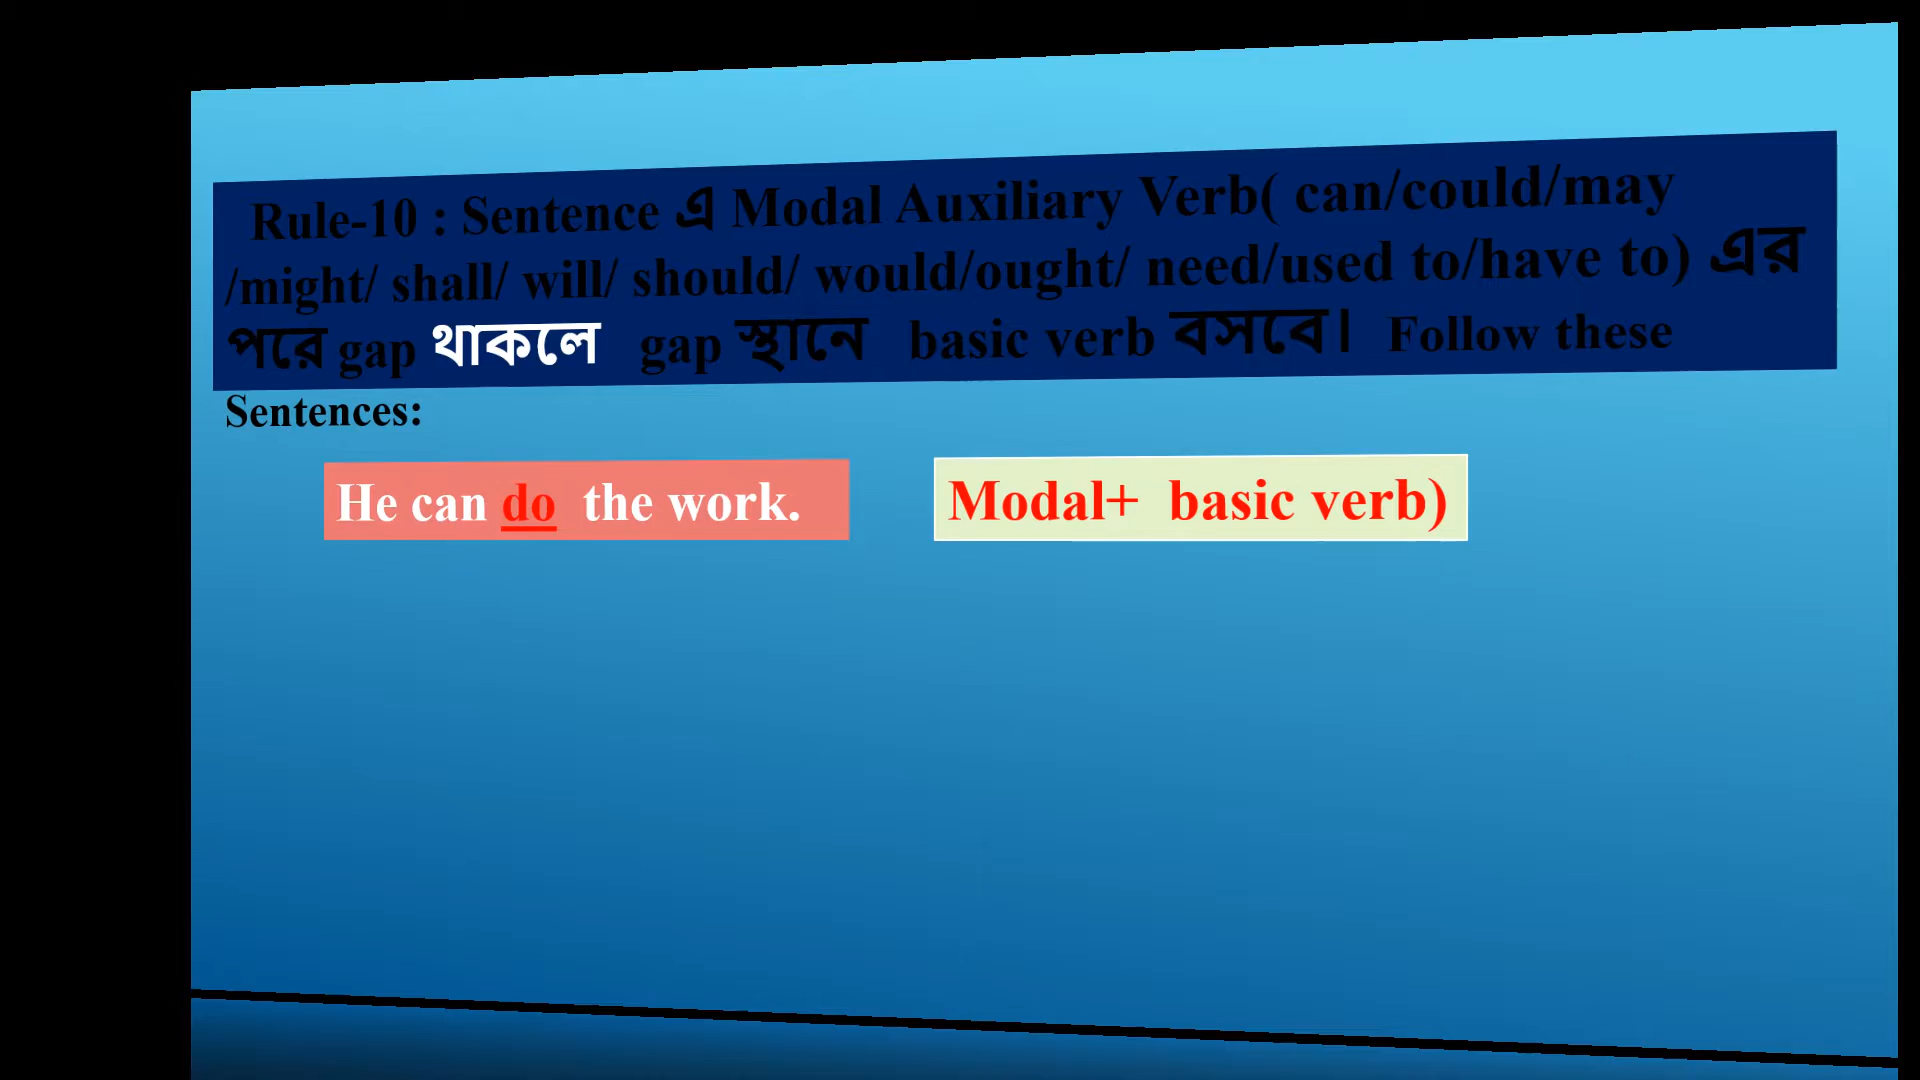 Rule-10 : Sentence এ Modal Auxiliary Verb( can/could/may
/might/ shall/ will/ should/ would/ought/ need/used to/have to) এর
পরে gap থাকলে gap স্থানে basic verb বসবে। Follow these
Sentences:
He can do the work.
Modal+ basic verb)